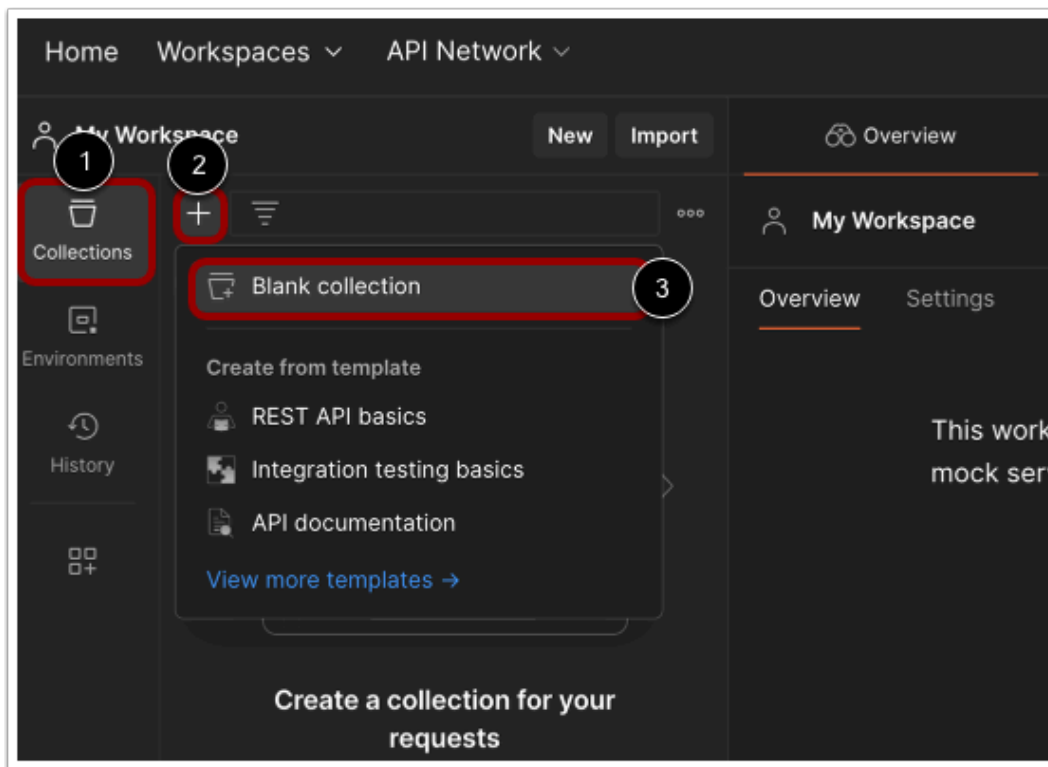 Home Workspaces API Network
My Workspace New Import Overview
1 2
Collections
My Workspace
Blank collection 3
Overview Settings
Environments
Create from template
REST API basics
History
Integration testing basics
This work
mock ser
API documentation
View more templates →
Create a collection for your
requests